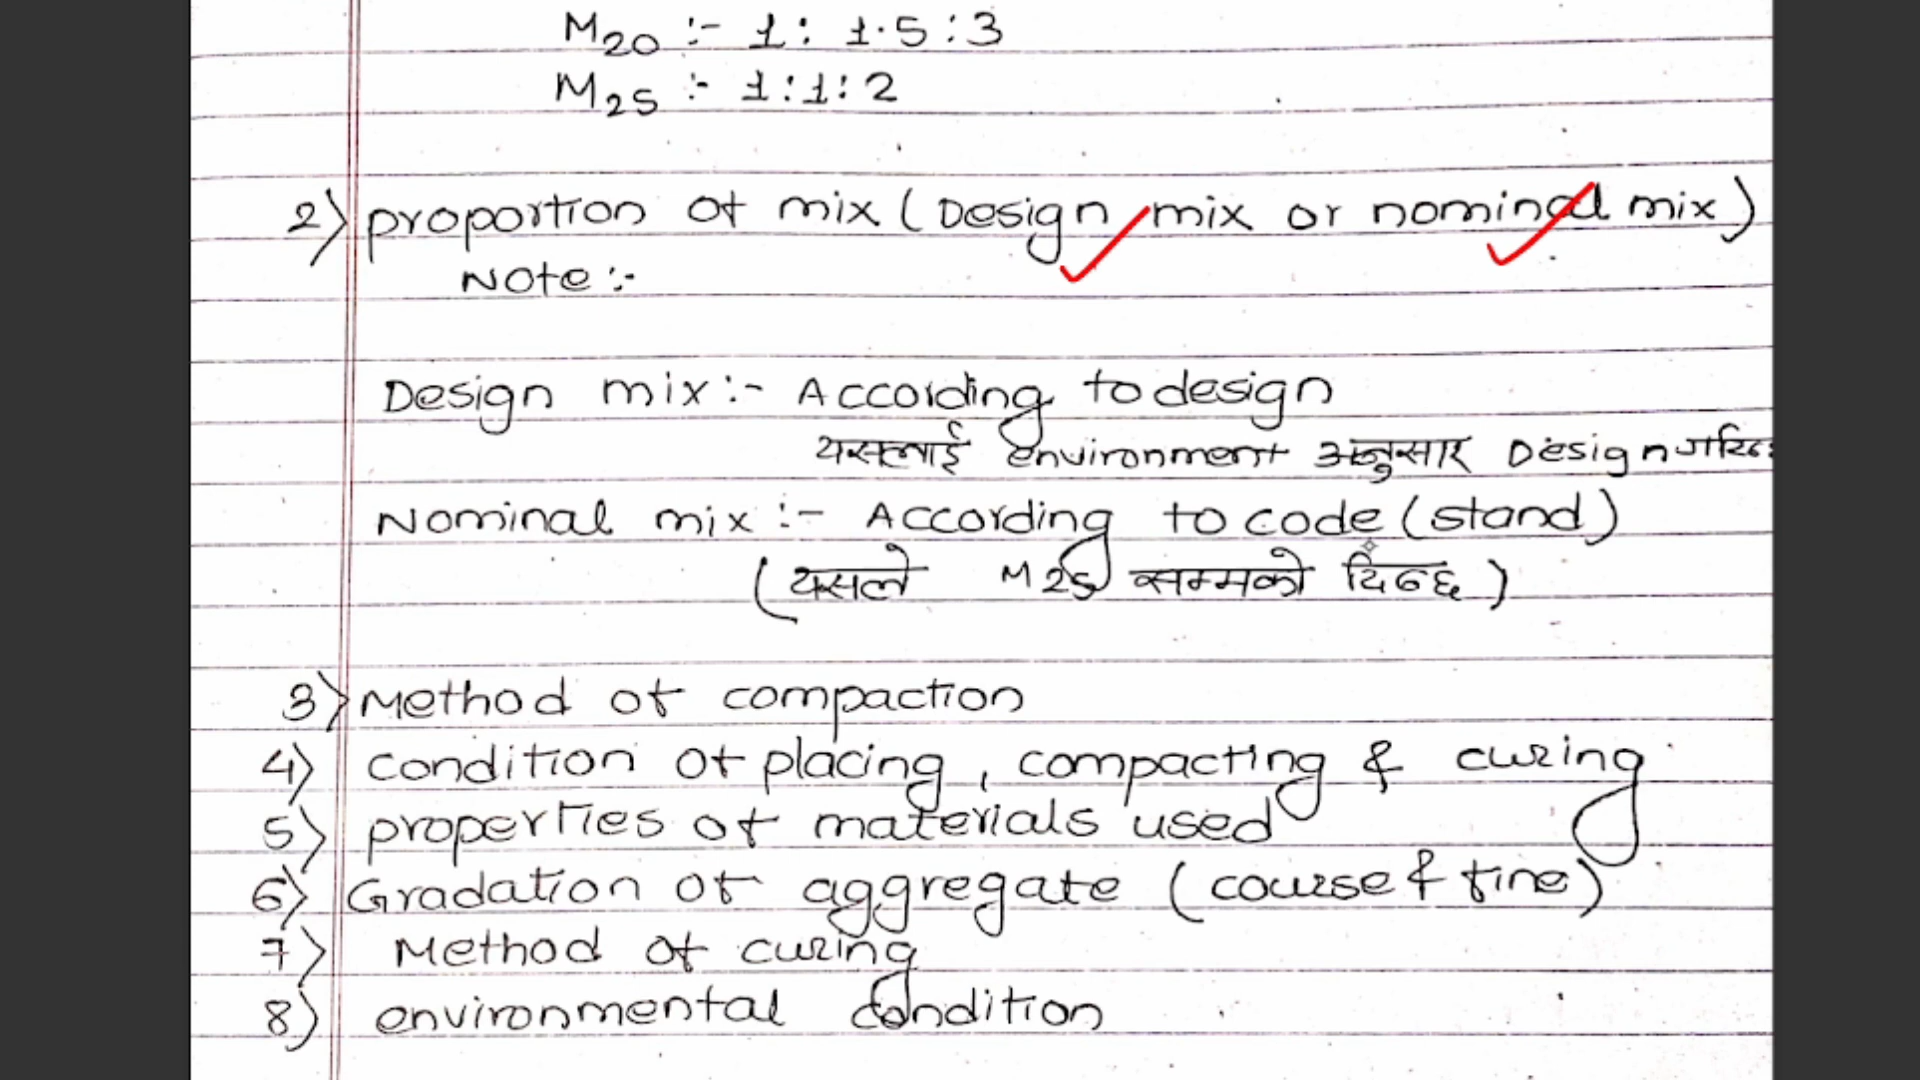 M20 :- 1: 1.5:3
M25 :- 1:1:2
2) proportion of mix (Design mix or nominal mix)
Note :-
Design mix :- According to design
यसलाई environment अनुसार Design
Nominal mix :- According to code (stand)
(यसले M25 सम्मको दिन्छ)
3) Method of compaction
4) condition of placing, compacting & curing
5) properties of materials used
6) Gradation of aggregate (course & fine)
7) Method of curing
8) environmental condition